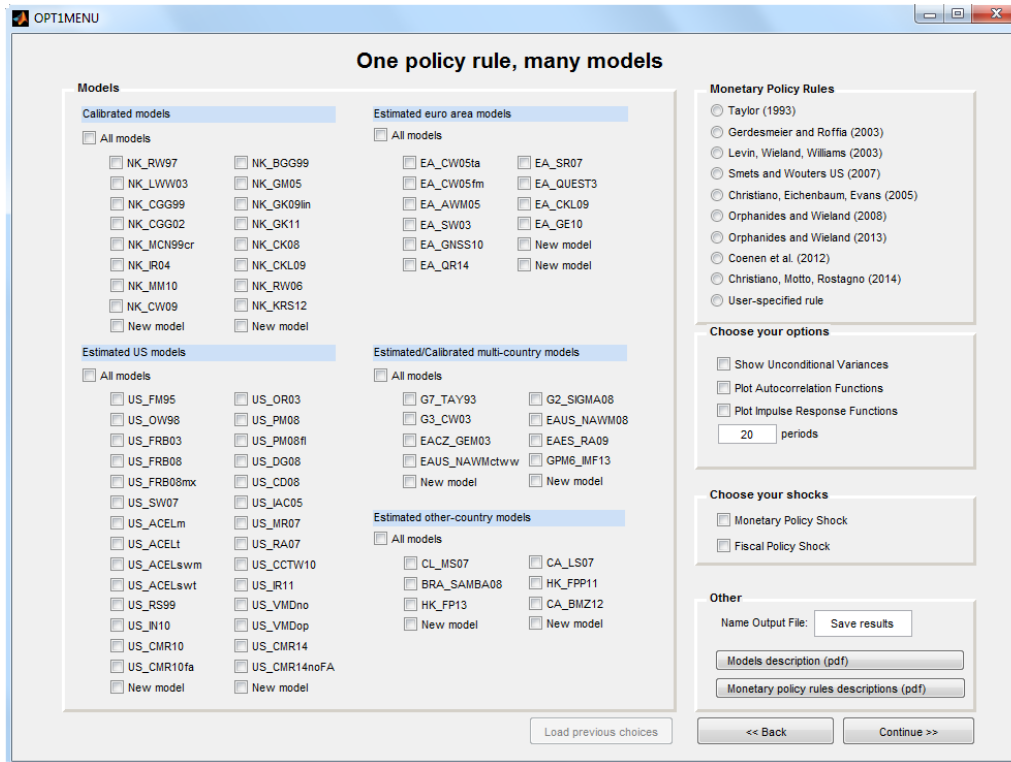 OPT1MENU
One policy rule, many models
Models
Calibrated models
All models
NK_RW97 NK_BGG99
NK_LWW03 NK_GM05
NK_CGG99 NK_GK09lin
NK_CGG02 NK_GK11
NK_MCN99cr NK_CK08
NK_IR04 NK_CKL09
NK_MM10 NK_RW06
NK_CW09 NK_KRS12
New model New model
Estimated euro area models
All models
EA_CW05ta EA_SR07
EA_CW05fm EA_QUEST3
EA_AWM05 EA_CKL09
EA_SW03 EA_GE10
EA_GNSS10 New model
EA_QR14 New model
Estimated US models
All models
US_FM95 US_OR03
US_OW98 US_PM08
US_FRB03 US_PM08fl
US_FRB08 US_DG08
US_FRB08mx US_CD08
US_SW07 US_IAC05
US_ACELm US_MR07
US_ACELt US_RA07
US_ACELswm US_CCTW10
US_ACELswt US_IR11
US_RS99 US_VMDno
US_IN10 US_VMDop
US_CMR10 US_CMR14
US_CMR10fa US_CMR14noFA
New model New model
Estimated/Calibrated multi-country models
All models
G7_TAY93 G2_SIGMA08
G3_CW03 EAUS_NAWM08
EACZ_GEM03 EAES_RA09
EAUS_NAWMctww GPM6_IMF13
New model New model
Estimated other-country models
All models
CL_MS07 CA_LS07
BRA_SAMBA08 HK_FPP11
HK_FP13 CA_BMZ12
New model New model
Monetary Policy Rules
Taylor (1993)
Gerdesmeier and Roffia (2003)
Levin, Wieland, Williams (2003)
Smets and Wouters US (2007)
Christiano, Eichenbaum, Evans (2005)
Orphanides and Wieland (2008)
Orphanides and Wieland (2013)
Coenen et al. (2012)
Christiano, Motto, Rostagno (2014)
User-specified rule
Choose your options
Show Unconditional Variances
Plot Autocorrelation Functions
Plot Impulse Response Functions
20 periods
Choose your shocks
Monetary Policy Shock
Fiscal Policy Shock
Other
Name Output File: Save results
Models description (pdf)
Monetary policy rules descriptions (pdf)
Load previous choices << Back Continue >>